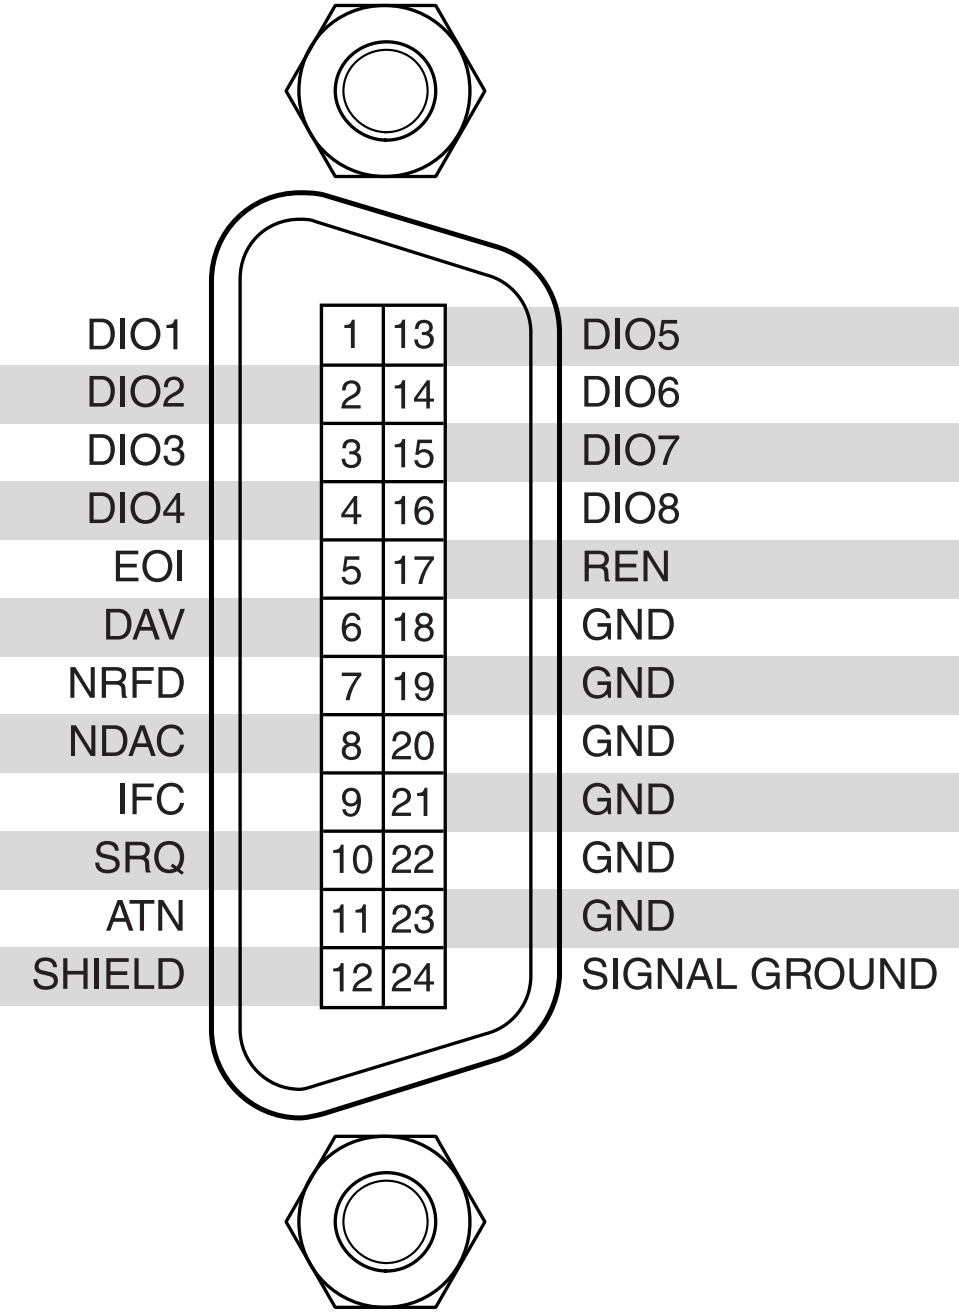 DIO1 1 13 DIO5
DIO2 2 14 DIO6
DIO3 3 15 DIO7
DIO4 4 16 DIO8
EOI 5 17 REN
DAV 6 18 GND
NRFD 7 19 GND
NDAC 8 20 GND
IFC 9 21 GND
SRQ 10 22 GND
ATN 11 23 GND
SHIELD 12 24 SIGNAL GROUND